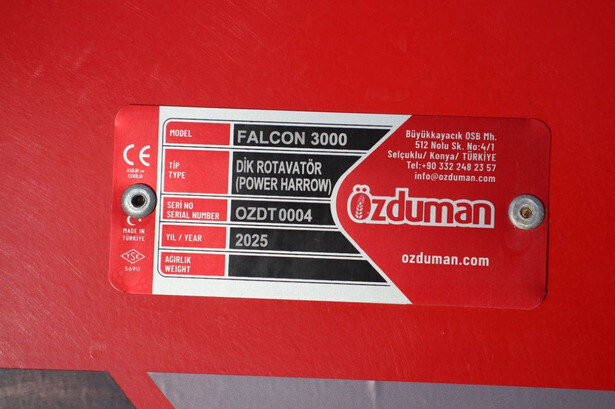 CE
MADE IN
TÜRKİYE
TSE
5690
MODEL
FALCON 3000
TİP
TYPE
DİK ROTAVATÖR
(POWER HARROW)
SERİ NO
SERIAL NUMBER
OZDT0004
YIL / YEAR
2025
AĞIRLIK
WEIGHT
Büyükkayacık OSB Mh.
512 Nolu Sk. No:4/1
Selçuklu/ Konya/ TÜRKİYE
Tel:+90 332 248 23 57
info@ozduman.com
özduman
ozduman.com